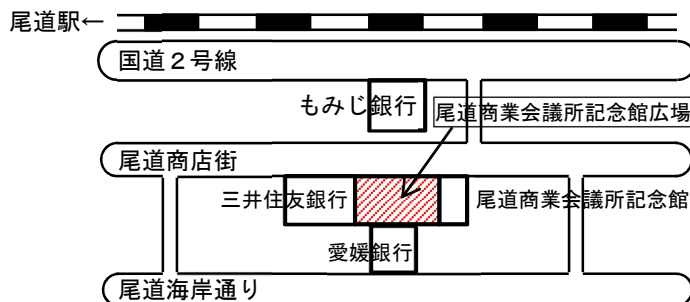 尾道駅←
国道２号線
もみじ銀行
尾道商業会議所記念館広場
尾道商店街
三井住友銀行
尾道商業会議所記念館
愛媛銀行
尾道海岸通り